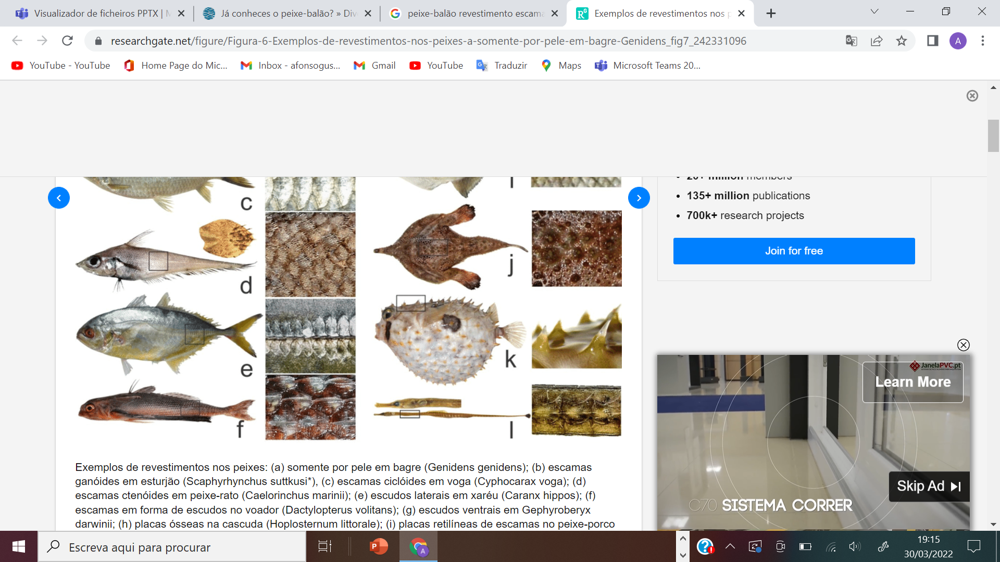 Visualizador de ficheiros PPTX | M
Já conheces o peixe-balão? » Div
peixe-balão revestimento escama
Exemplos de revestimentos nos p
researchgate.net/figure/Figura-6-Exemplos-de-revestimentos-nos-peixes-a-somente-por-pele-em-bagre-Genidens_fig7_242331096
A
YouTube - YouTube
Home Page do Mic...
Inbox - afonsogus...
Gmail
YouTube
Traduzir
Maps
Microsoft Teams 20...
c
d
e
f
j
k
l
20+ million members
135+ million publications
700k+ research projects
Join for free
JanelaPVC.pt
Learn More
Skip Ad
C70 SISTEMA CORRER
Exemplos de revestimentos nos peixes: (a) somente por pele em bagre (Genidens genidens); (b) escamas
ganóides em esturjão (Scaphyrhynchus suttkusi*), (c) escamas ciclóides em voga (Cyphocarax voga); (d)
escamas ctenóides em peixe-rato (Caelorinchus marinii); (e) escudos laterais em xaréu (Caranx hippos); (f)
escamas em forma de escudos no voador (Dactylopterus volitans); (g) escudos ventrais em Gephyroberyx
darwinii; (h) placas ósseas na cascuda (Hoplosternum littorale); (i) placas retilíneas de escamas no peixe-porco
Escreva aqui para procurar
19:15
30/03/2022